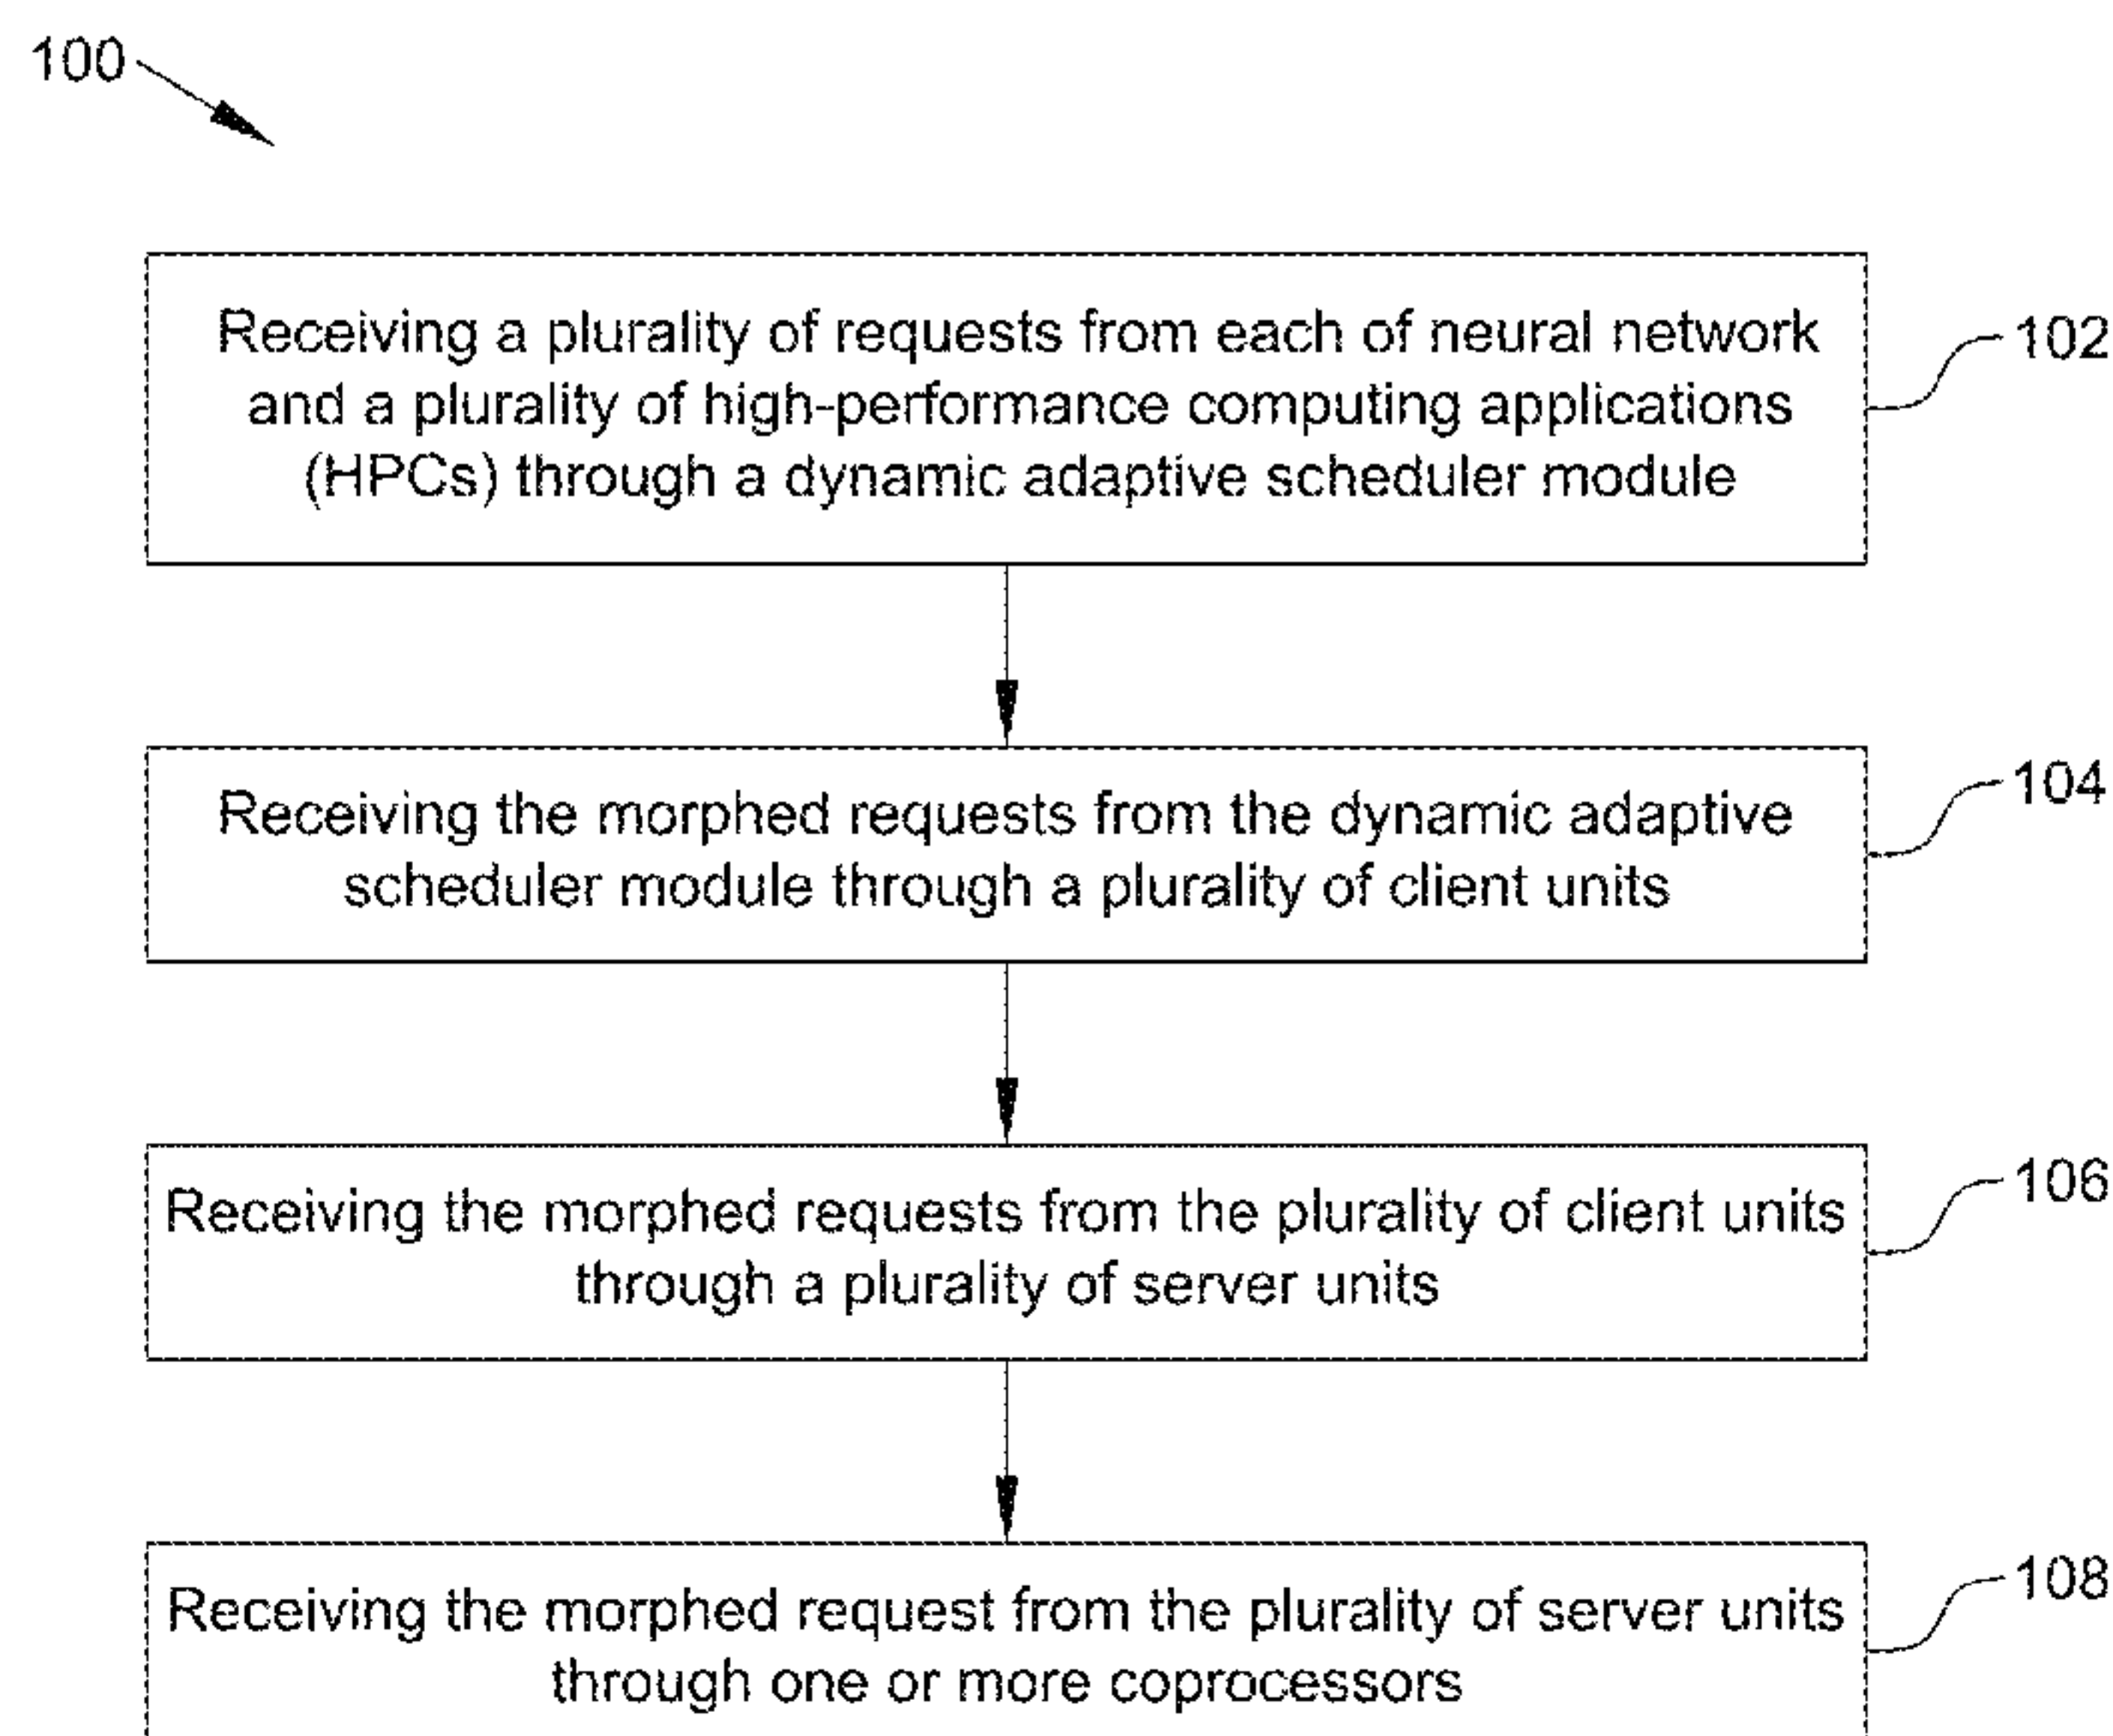 100
Receiving a plurality of requests from each of neural network
and a plurality of high-performance computing applications
(HPCs) through a dynamic adaptive scheduler module
102
Receiving the morphed requests from the dynamic adaptive
scheduler module through a plurality of client units
104
Receiving the morphed requests from the plurality of client units
through a plurality of server units
106
Receiving the morphed request from the plurality of server units
through one or more coprocessors
108